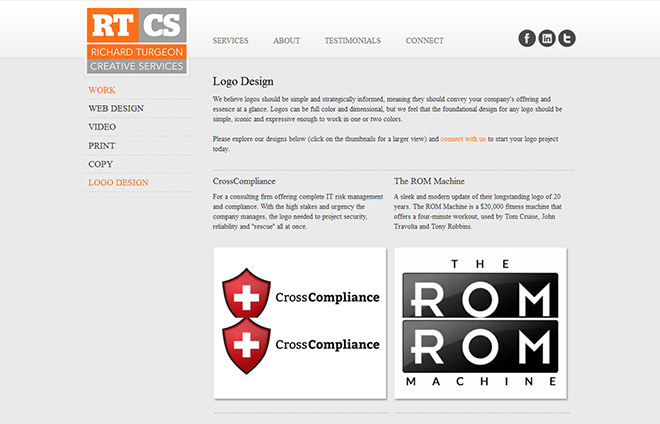 RT CS
RICHARD TURGEON
CREATIVE SERVICES
SERVICES ABOUT TESTIMONIALS CONNECT
WORK
WEB DESIGN
VIDEO
PRINT
COPY
LOGO DESIGN
Logo Design
We believe logos should be simple and strategically informed, meaning they should convey your company's offering and
essence at a glance. Logos can be full color and dimensional, but we feel that the foundational design for any logo should be
simple, iconic and expressive enough to work in one or two colors.
Please explore our designs below (click on the thumbnails for a larger view) and connect with us to start your logo project
today.
CrossCompliance
For a consulting firm offering complete IT risk management
and compliance. With the high stakes and urgency the
company manages, the logo needed to project security,
reliability and "rescue" all at once.
CrossCompliance
CrossCompliance
The ROM Machine
A sleek and modern update of their longstanding logo of 20
years. The ROM Machine is a $20,000 fitness machine that
offers a four-minute workout, used by Tom Cruise, John
Travolta and Tony Robbins.
THE
ROM
ROM
MACHINE